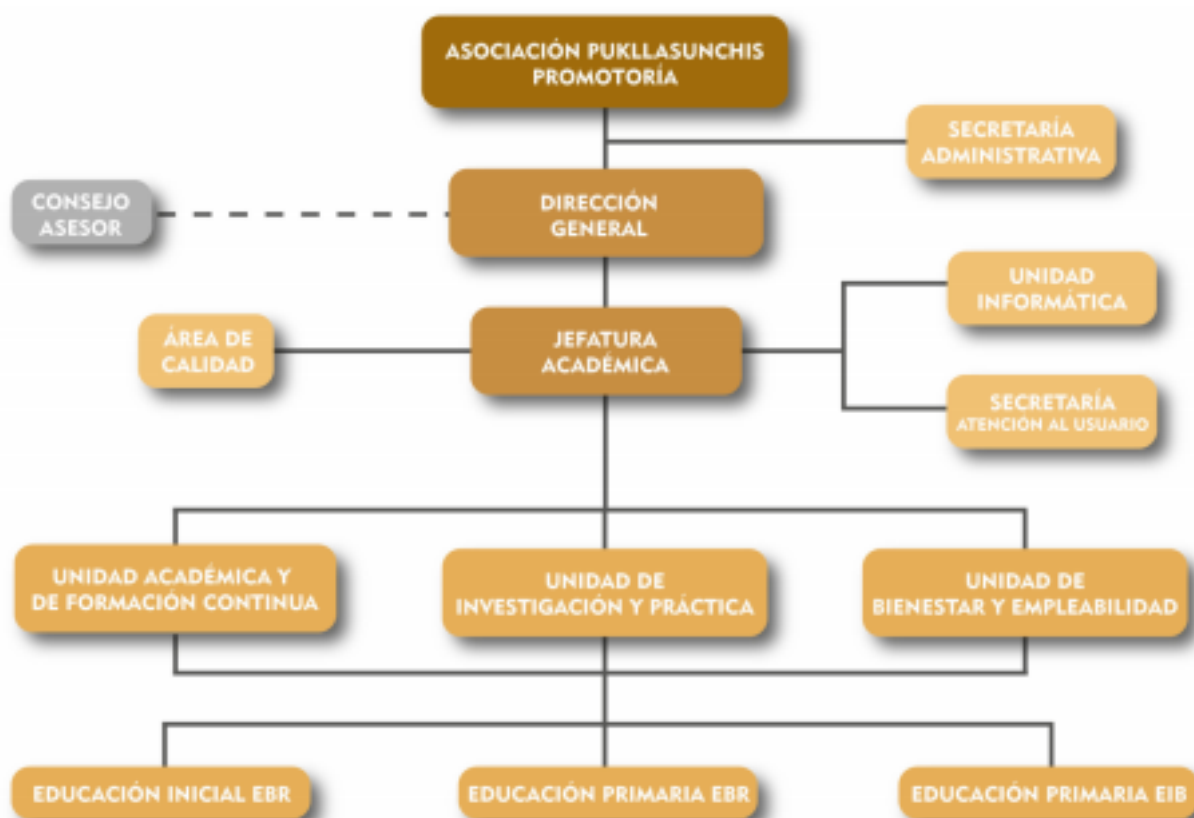 ASOCIACIÓN PUKLLASUNCHIS
PROMOTORÍA
SECRETARÍA
ADMINISTRATIVA
CONSEJO
ASESOR
DIRECCIÓN
GENERAL
UNIDAD
INFORMÁTICA
ÁREA DE
CALIDAD
JEFATURA
ACADÉMICA
SECRETARÍA
ATENCIÓN AL USUARIO
UNIDAD ACADÉMICA Y
DE FORMACIÓN CONTINUA
UNIDAD DE
INVESTIGACIÓN Y PRÁCTICA
UNIDAD DE
BIENESTAR Y EMPLEABILIDAD
EDUCACIÓN INICIAL EBR
EDUCACIÓN PRIMARIA EBR
EDUCACIÓN PRIMARIA EIB